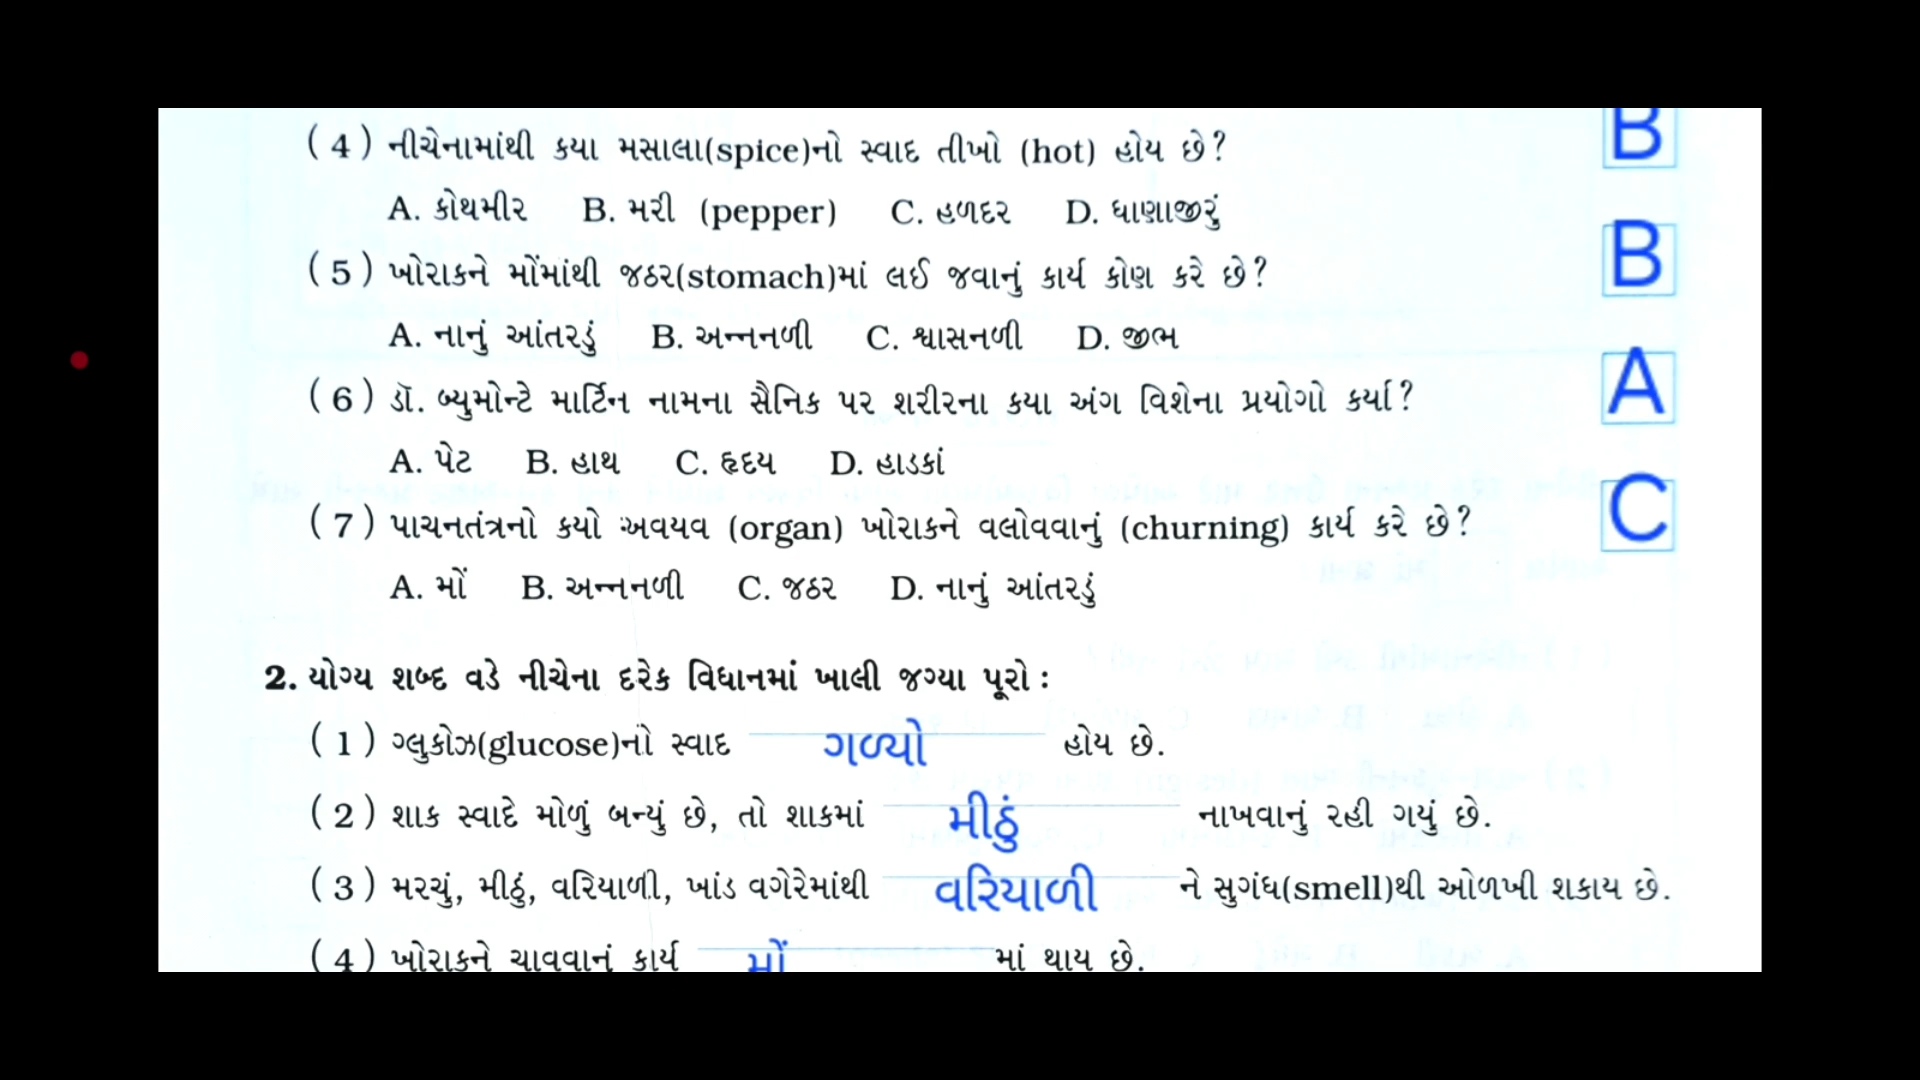 ( 4 ) નીચેનામાંથી કયા મસાલા(spice)નો સ્વાદ તીખો (hot) હોય છે? B
A. કોથમીર B. મરી (pepper) C. હળદર D. ધાણાજીરું
( 5 ) ખોરાકને મોંમાંથી જઠર(stomach)માં લઈ જવાનું કાર્ય કોણ કરે છે? B
A. નાનું આંતરડું B. અન્નનળી C. શ્વાસનળી D. જીભ
( 6 ) ડૉ. બ્યુમોન્ટે માર્ટિન નામના સૈનિક પર શરીરના કયા અંગ વિશેના પ્રયોગો કર્યા? A
A. પેટ B. હાથ C. હૃદય D. હાડકાં
( 7 ) પાચનતંત્રનો કયો અવયવ (organ) ખોરાકને વલોવવાનું (churning) કાર્ય કરે છે? C
A. મોં B. અન્નનળી C. જઠર D. નાનું આંતરડું
2. યોગ્ય શબ્દ વડે નીચેના દરેક વિધાનમાં ખાલી જગ્યા પૂરો :
( 1 ) ગ્લુકોઝ(glucose)નો સ્વાદ ગળ્યો હોય છે.
( 2 ) શાક સ્વાદે મોળું બન્યું છે, તો શાકમાં મીઠું નાખવાનું રહી ગયું છે.
( 3 ) મરચું, મીઠું, વરિયાળી, ખાંડ વગેરેમાંથી વરિયાળી ને સુગંધ(smell)થી ઓળખી શકાય છે.
( 4 ) ખોરાકને ચાવવાનું કાર્ય મોં માં થાય છે.